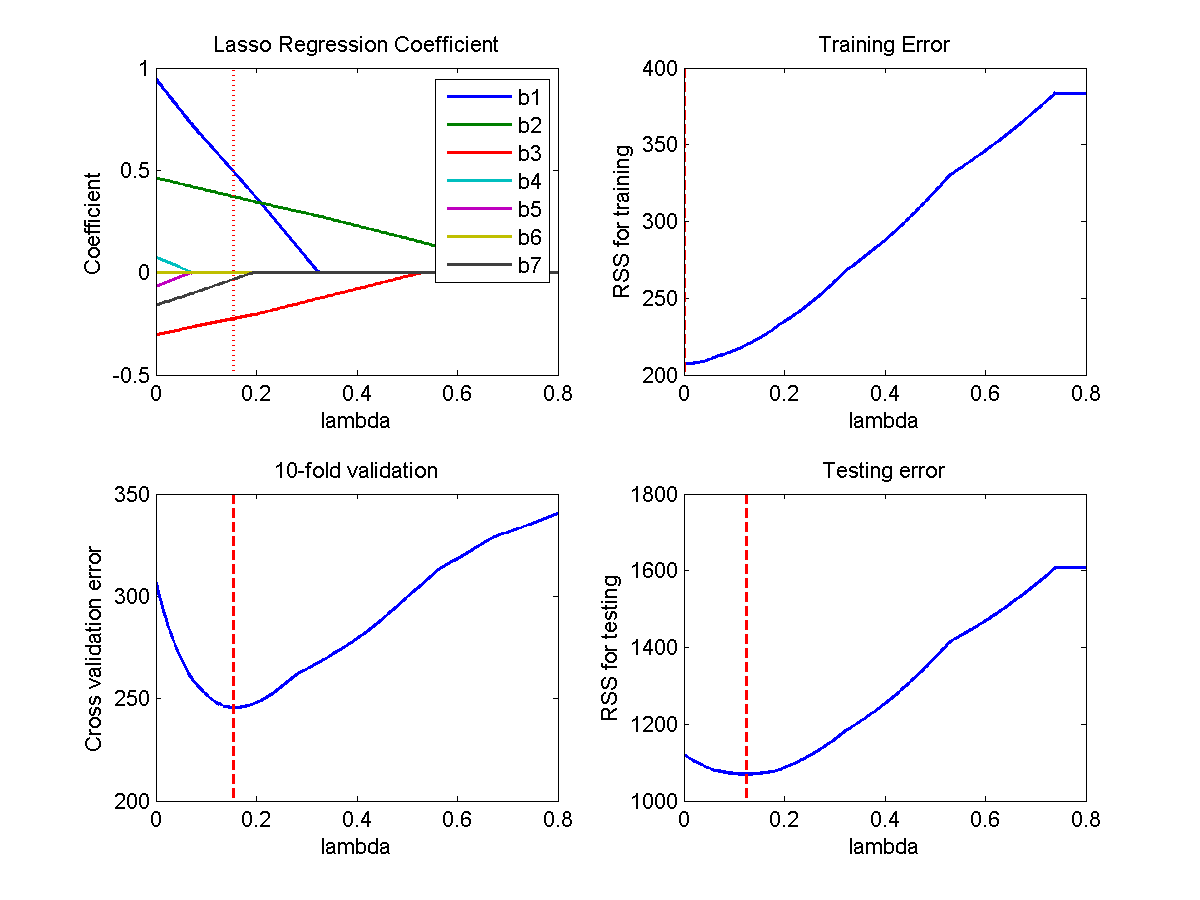 Lasso Regression Coefficient
1
0.5
0
-0.5
Coefficient
0
0.2
0.4
0.6
0.8
lambda
b1
b2
b3
b4
b5
b6
b7
Training Error
400
350
300
250
200
RSS for training
0
0.2
0.4
0.6
0.8
lambda
10-fold validation
350
300
250
200
Cross validation error
0
0.2
0.4
0.6
0.8
lambda
Testing error
1800
1600
1400
1200
1000
RSS for testing
0
0.2
0.4
0.6
0.8
lambda